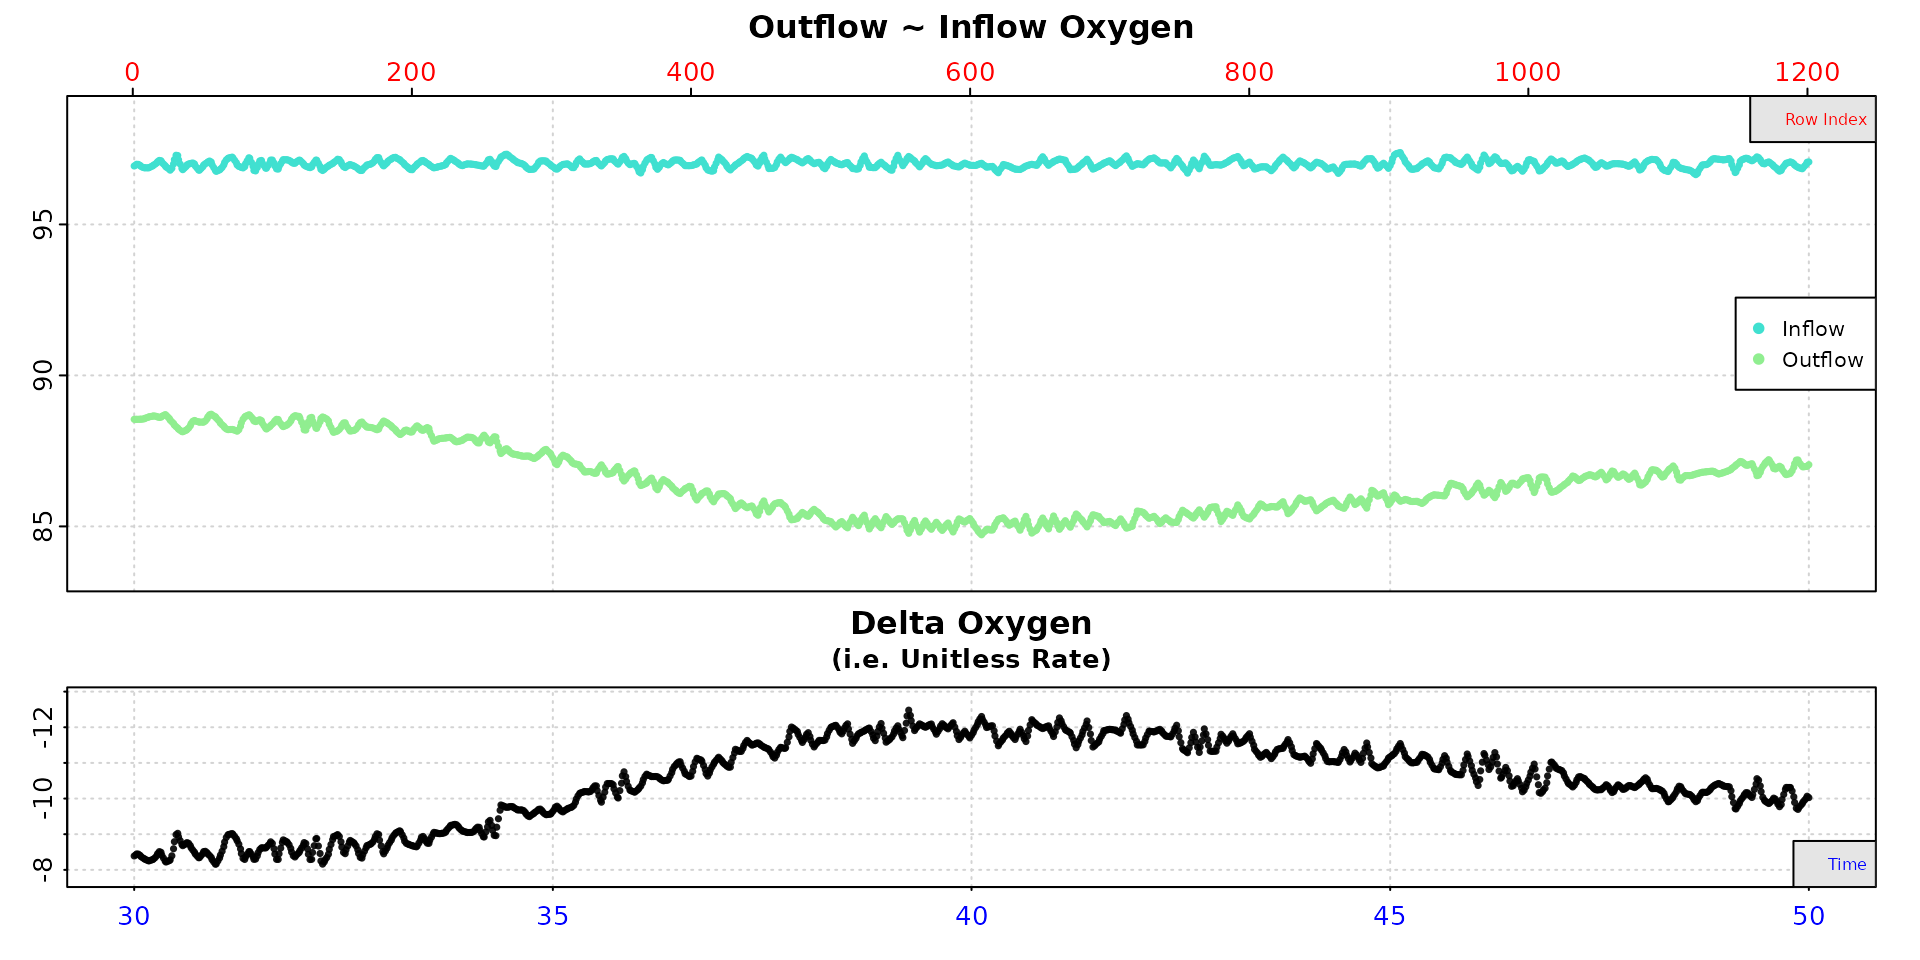 Outflow ~ Inflow Oxygen
0 200 400 600 800 1000 1200
Row Index
95
90
85
Inflow
Outflow
Delta Oxygen
(i.e. Unitless Rate)
-12
-10
-8
Time
30 35 40 45 50